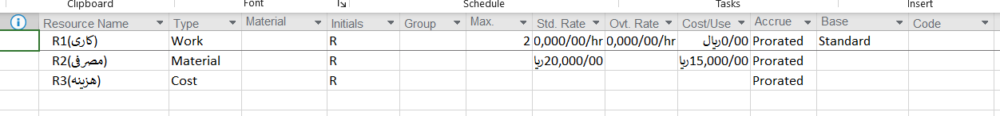 Clipboard Font Schedule Tasks Insert
Resource Name Type Material Initials Group Max. Std. Rate Ovt. Rate Cost/Use Accrue Base Code
R1(کاری) Work R 2 0,000/00/hr 0,000/00/hr ریال0/00 Prorated Standard
R2(مصرفی) Material R ریا20,000/00 ریا15,000/00 Prorated
R3(هزینه) Cost R Prorated